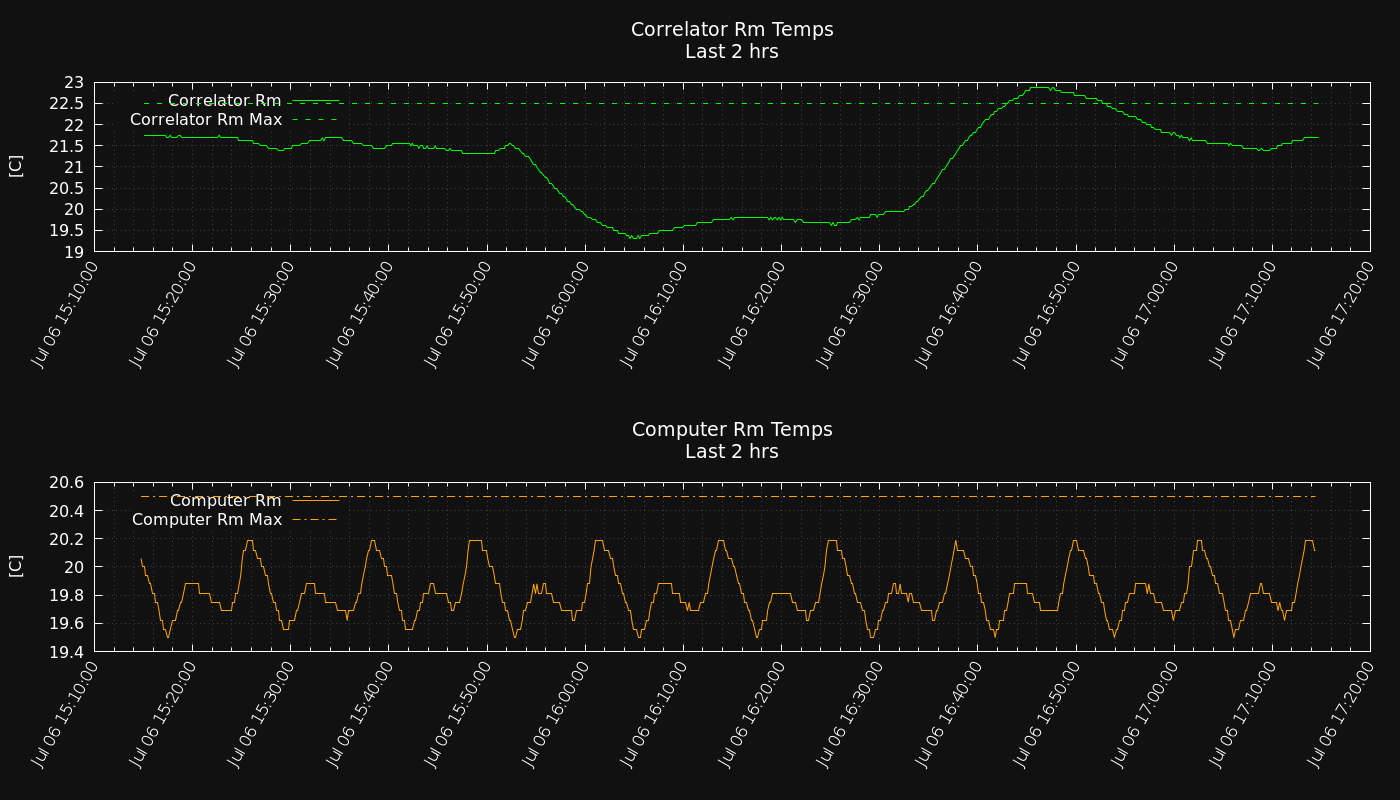 Correlator Rm Temps
Last 2 hrs
[C]
23
22.5
22
21.5
21
20.5
20
19.5
19
Correlator Rm
Correlator Rm Max
Jul 06 15:10:00
Jul 06 15:20:00
Jul 06 15:30:00
Jul 06 15:40:00
Jul 06 15:50:00
Jul 06 16:00:00
Jul 06 16:10:00
Jul 06 16:20:00
Jul 06 16:30:00
Jul 06 16:40:00
Jul 06 16:50:00
Jul 06 17:00:00
Jul 06 17:10:00
Jul 06 17:20:00
Computer Rm Temps
Last 2 hrs
[C]
20.6
20.4
20.2
20
19.8
19.6
19.4
Computer Rm
Computer Rm Max
Jul 06 15:10:00
Jul 06 15:20:00
Jul 06 15:30:00
Jul 06 15:40:00
Jul 06 15:50:00
Jul 06 16:00:00
Jul 06 16:10:00
Jul 06 16:20:00
Jul 06 16:30:00
Jul 06 16:40:00
Jul 06 16:50:00
Jul 06 17:00:00
Jul 06 17:10:00
Jul 06 17:20:00